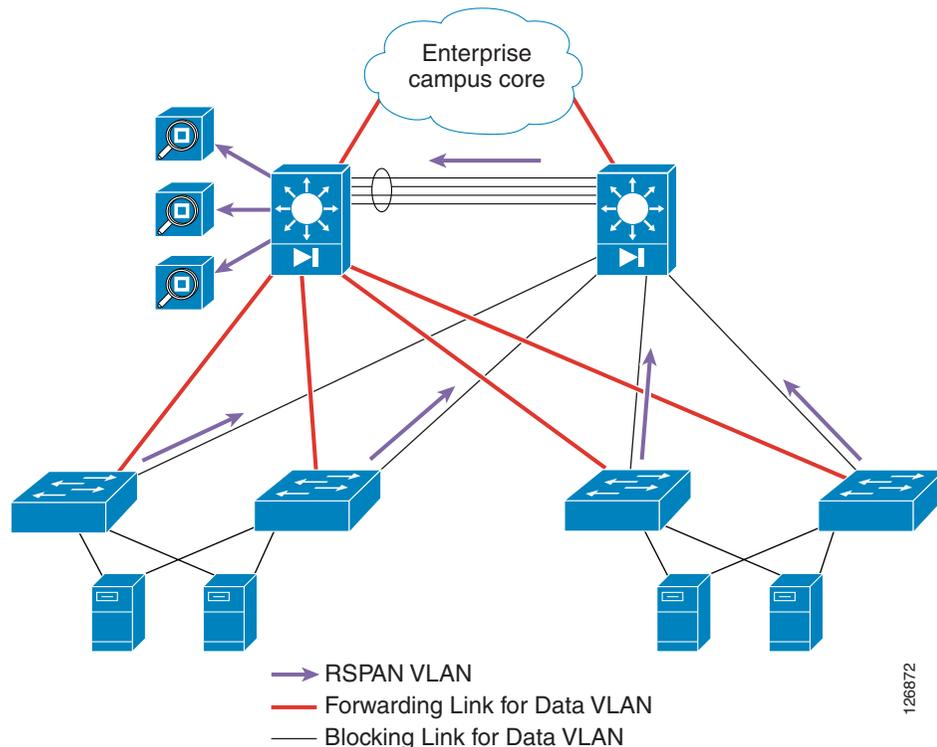 Enterprise
campus core
RSPAN VLAN
Forwarding Link for Data VLAN
Blocking Link for Data VLAN
126872